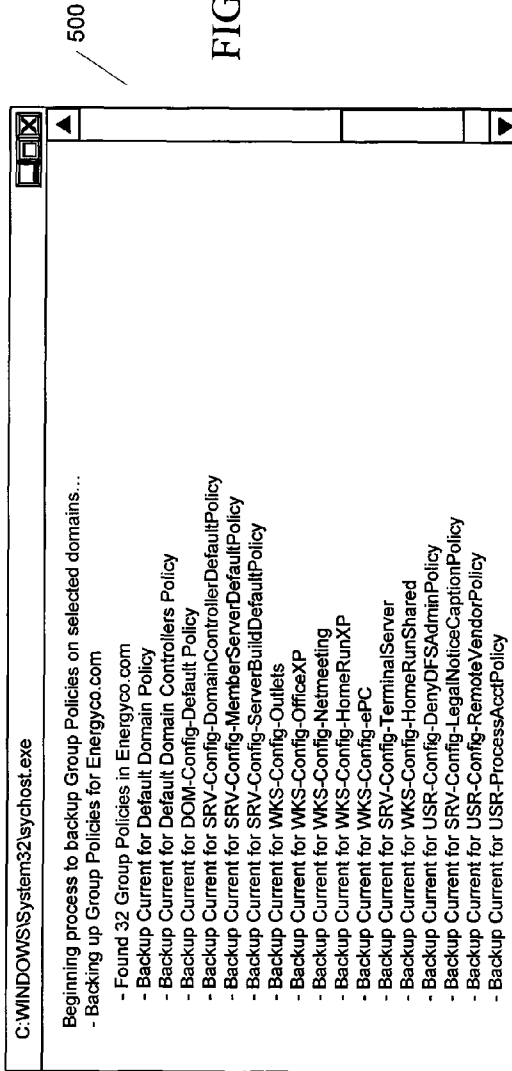 C:\WINDOWS\System32\sychost.exe
Beginning process to backup Group Policies on selected domains...
- Backing up Group Policies for Energyco.com
- Found 32 Group Policies in Energyco.com
- Backup Current for Default Domain Policy
- Backup Current for Default Domain Controllers Policy
- Backup Current for DOM-Config-Default Policy
- Backup Current for SRV-Config-DomainControllerDefaultPolicy
- Backup Current for SRV-Config-MemberServerDefaultPolicy
- Backup Current for SRV-Config-ServerBuildDefaultPolicy
- Backup Current for WKS-Config-Outlets
- Backup Current for WKS-Config-OfficeXP
- Backup Current for WKS-Config-Netmeeting
- Backup Current for WKS-Config-HomeRunXP
- Backup Current for WKS-Config-ePC
- Backup Current for SRV-Config-TerminalServer
- Backup Current for WKS-Config-HomeRunShared
- Backup Current for USR-Config-DenyDFSAdminPolicy
- Backup Current for SRV-Config-LegalNoticeCaptionPolicy
- Backup Current for USR-Config-RemoteVendorPolicy
- Backup Current for USR-ProcessAcctPolicy
500
FIG